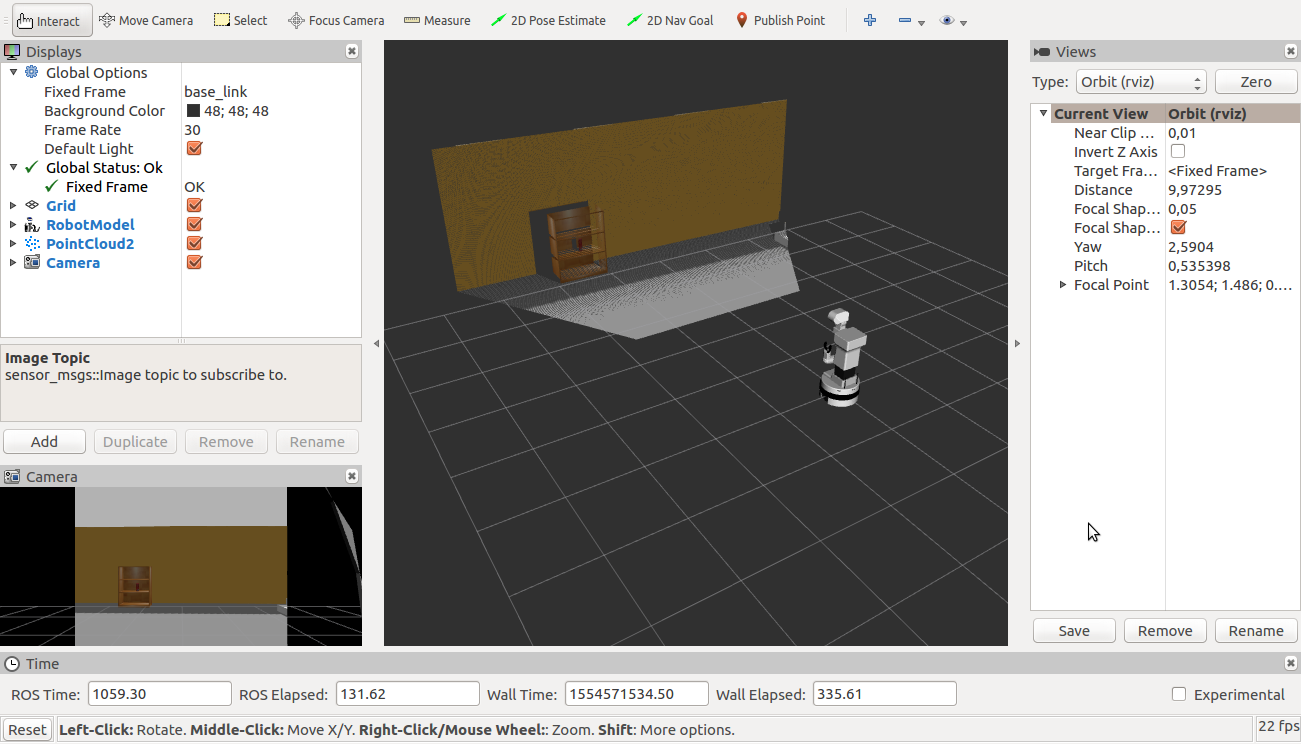 Interact Move Camera Select Focus Camera Measure 2D Pose Estimate 2D Nav Goal Publish Point
Displays
Global Options
Fixed Frame base_link
Background Color 48; 48; 48
Frame Rate 30
Default Light
Global Status: Ok
Fixed Frame OK
Grid
RobotModel
PointCloud2
Camera
Image Topic
sensor_msgs::Image topic to subscribe to.
Add Duplicate Remove Rename
Camera
Views
Type: Orbit (rviz) Zero
Current View Orbit (rviz)
Near Clip ... 0,01
Invert Z Axis
Target Fra... <Fixed Frame>
Distance 9,97295
Focal Shap... 0,05
Focal Shap...
Yaw 2,5904
Pitch 0,535398
Focal Point 1.3054; 1.486; 0....
Save Remove Rename
Time
ROS Time: 1059.30 ROS Elapsed: 131.62 Wall Time: 1554571534.50 Wall Elapsed: 335.61 Experimental
Reset Left-Click: Rotate. Middle-Click: Move X/Y. Right-Click/Mouse Wheel:: Zoom. Shift: More options. 22 fps